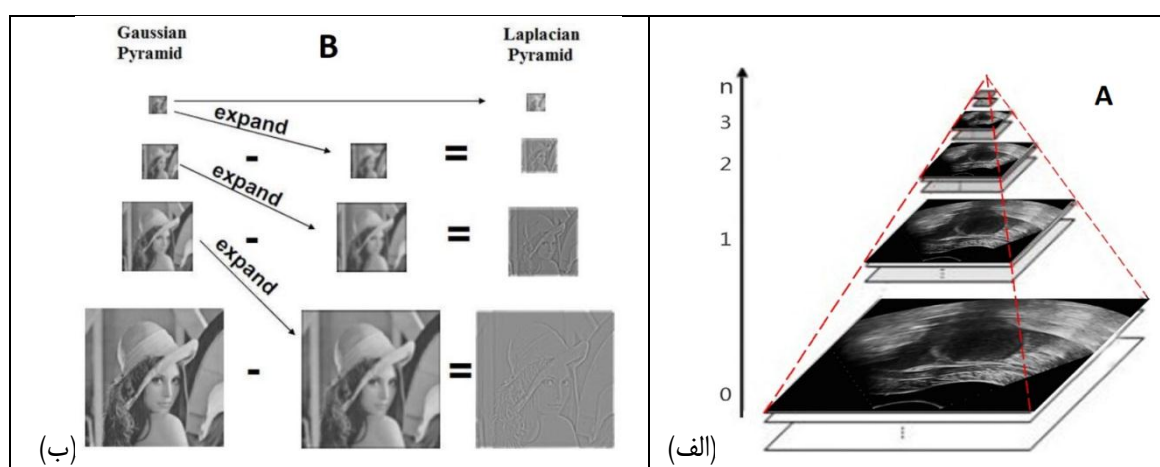 Gaussian
Pyramid
B
Laplacian
Pyramid
expand
-
=
expand
-
=
expand
-
=
(ب)
A
n
3
2
1
0
⋮
⋮
(الف)